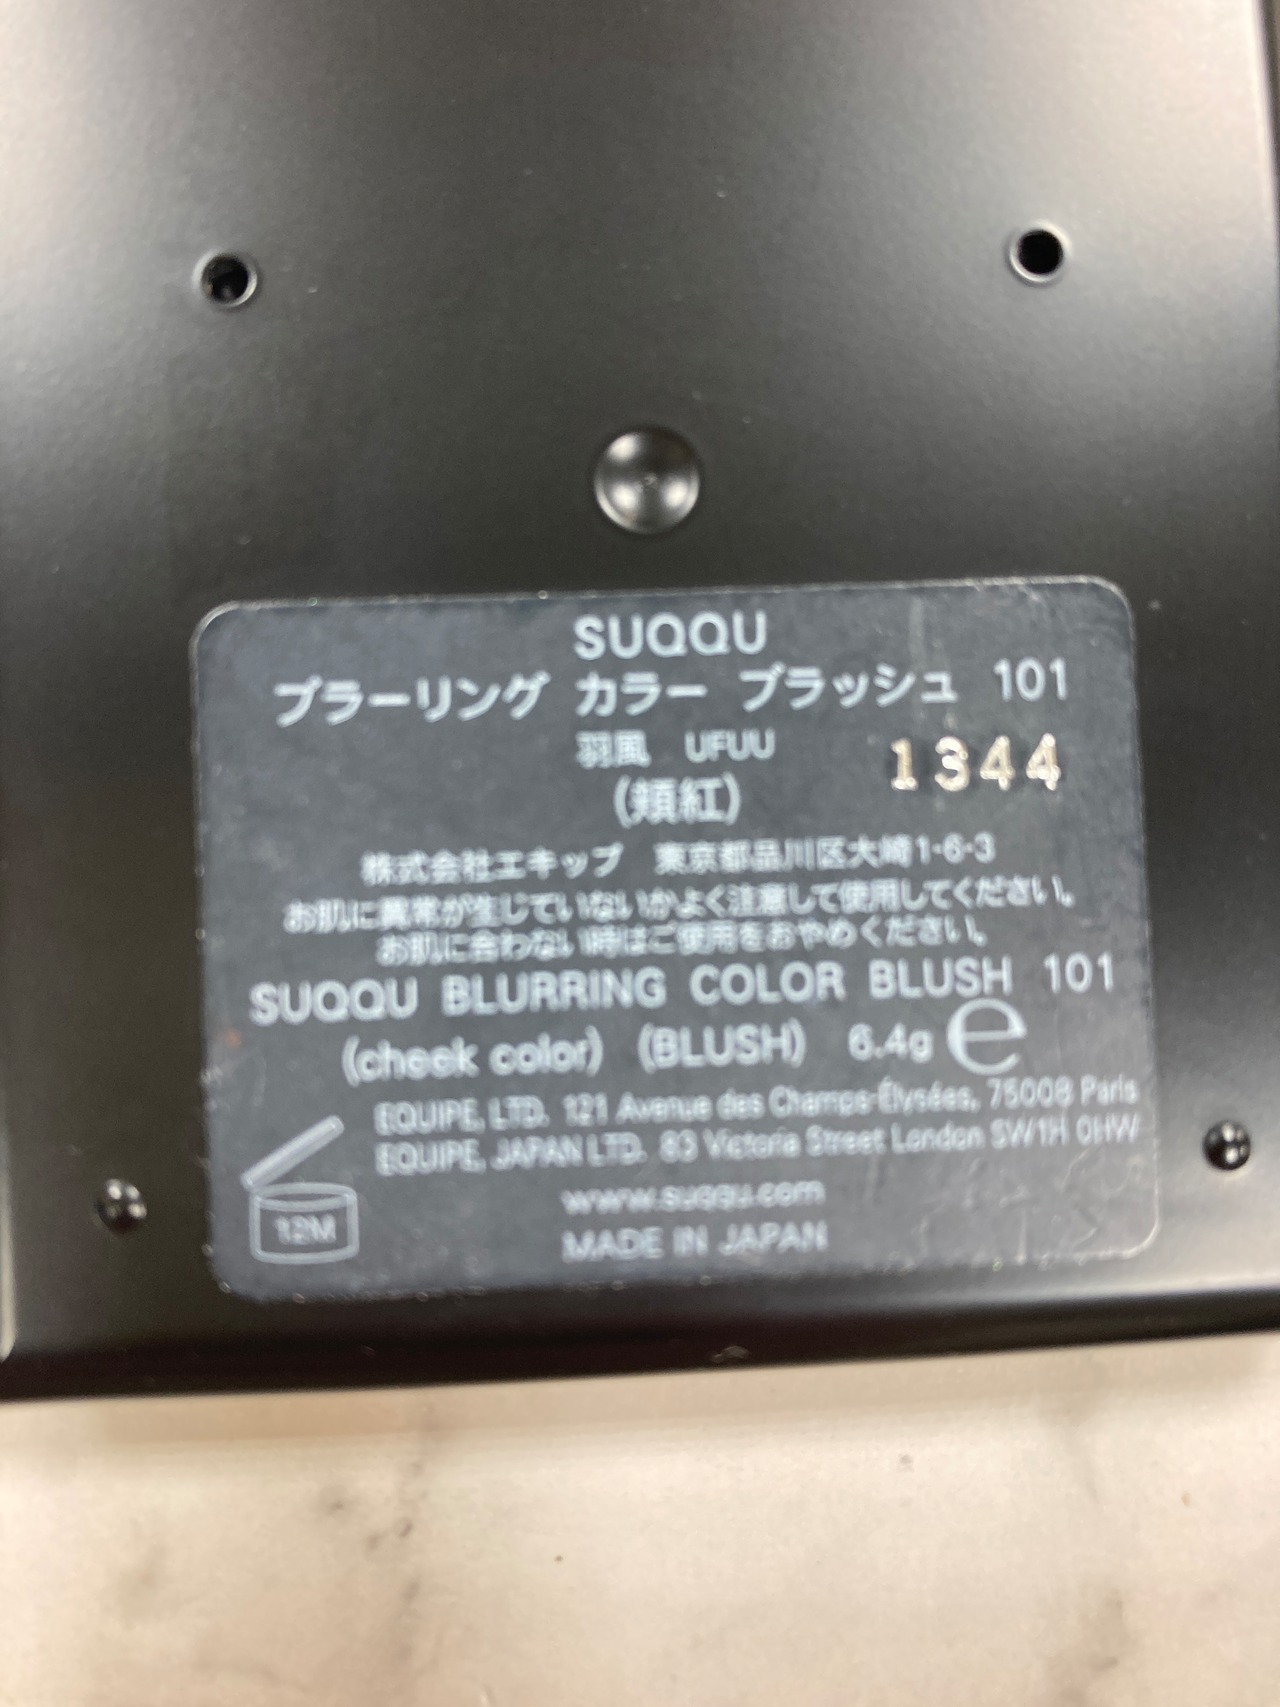 SUQQU
ブラーリング カラー ブラッシュ 101
羽風 UFUU
1344
(頬紅)
株式会社エキップ 東京都品川区大崎1-6-3
お肌に異常が生じていないかよく注意して使用してください。
お肌に合わない時はご使用をおやめください。
SUQQU BLURRING COLOR BLUSH 101
(cheek color) (BLUSH) 6.4g e
EQUIPE, LTD. 121 Avenue des Champs-Élysées, 75008 Paris
EQUIPE, JAPAN LTD. 83 Victoria Street London SW1H 0HW
www.suqqu.com
12M
MADE IN JAPAN